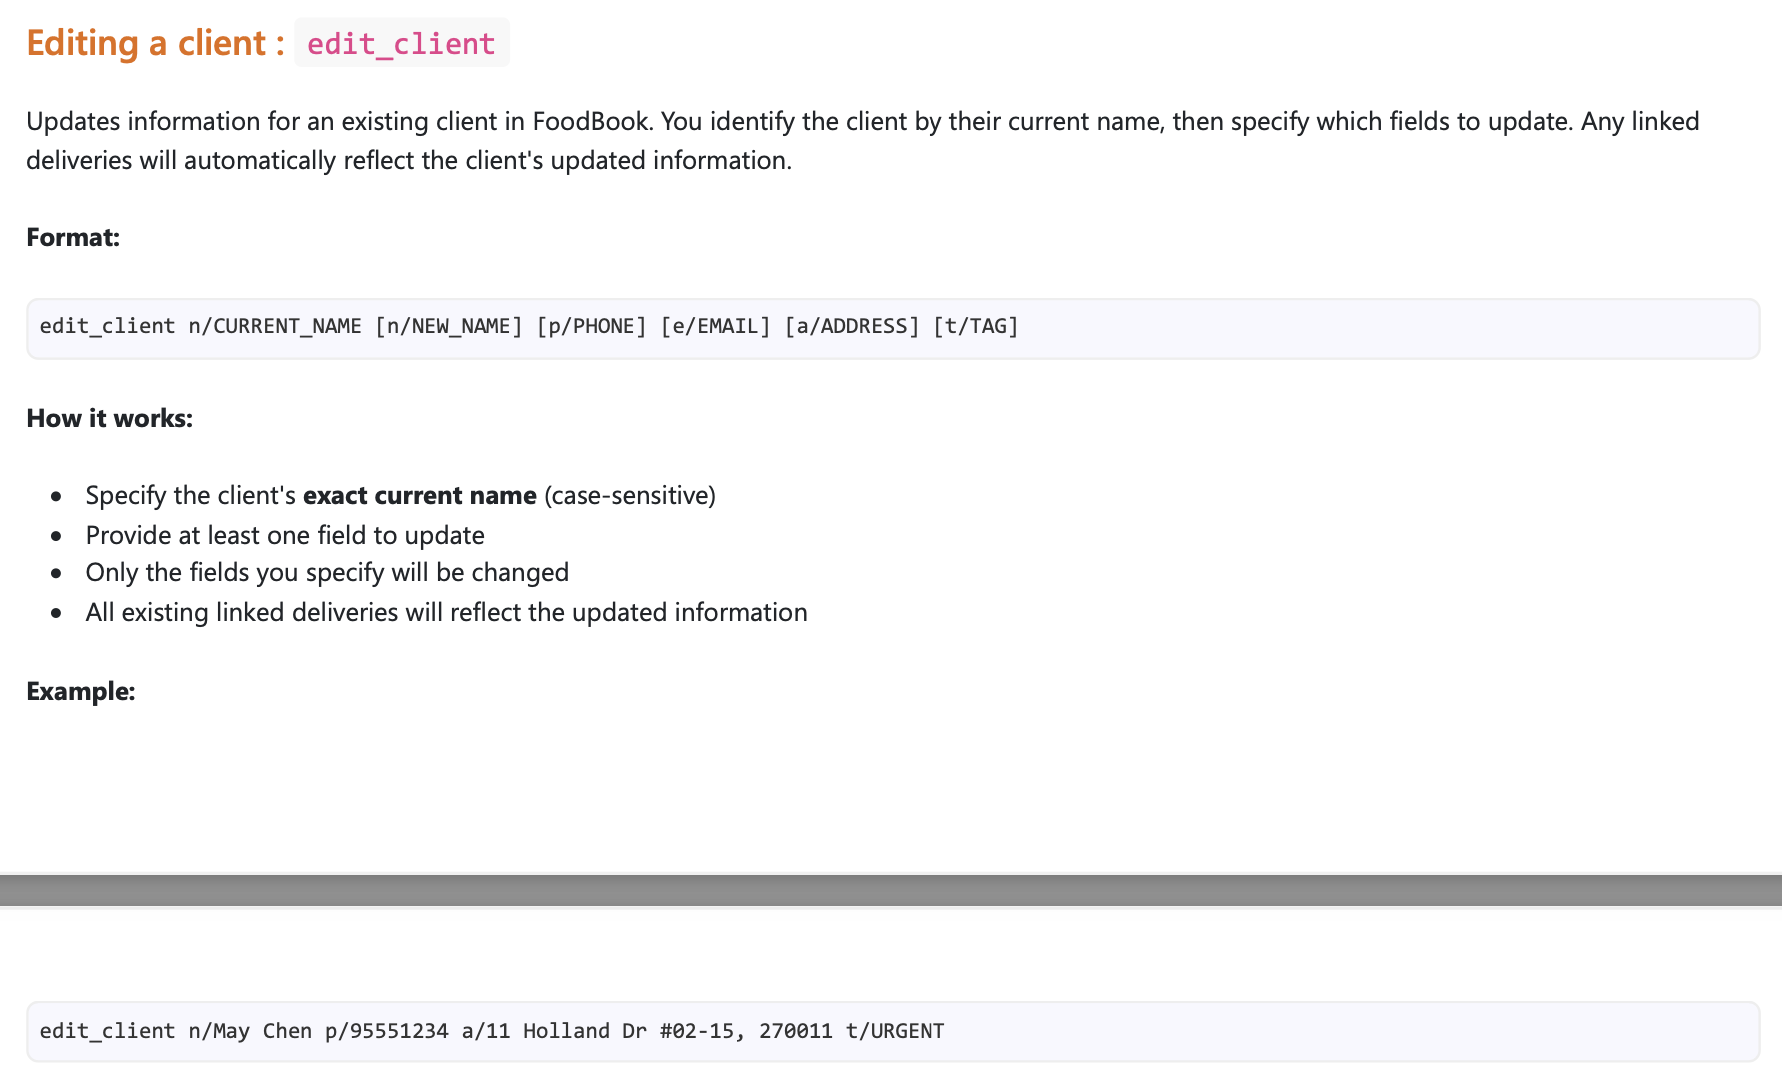 Editing a client : edit_client
Updates information for an existing client in FoodBook. You identify the client by their current name, then specify which fields to update. Any linked
deliveries will automatically reflect the client's updated information.
Format:
edit_client n/CURRENT_NAME [n/NEW_NAME] [p/PHONE] [e/EMAIL] [a/ADDRESS] [t/TAG]
How it works:
• Specify the client's exact current name (case-sensitive)
• Provide at least one field to update
• Only the fields you specify will be changed
• All existing linked deliveries will reflect the updated information
Example:
edit_client n/May Chen p/95551234 a/11 Holland Dr #02-15, 270011 t/URGENT